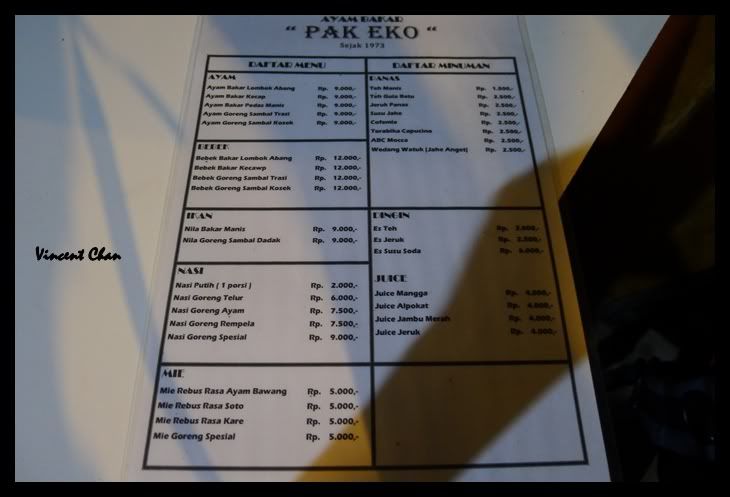 AYAM BAKAR
“ PAK EKO “
Sejak 1973
DAFTAR MENU
AYAM
Ayam Bakar Lombok Abang Rp. 9.000,-
Ayam Bakar Kecap Rp. 9.000,-
Ayam Bakar Pedas Manis Rp. 9.000,-
Ayam Goreng Sambal Trasi Rp. 9.000,-
Ayam Goreng Sambal Kosek Rp. 9.000,-
BEBEK
Bebek Bakar Lombok Abang Rp. 12.000,-
Bebek Bakar Kecawp Rp. 12.000,-
Bebek Goreng Sambal Trasi Rp. 12.000,-
Bebek Goreng Sambal Kosek Rp. 12.000,-
IKAN
Nila Bakar Manis Rp. 9.000,-
Nila Goreng Sambal Dadak Rp. 9.000,-
NASI
Nasi Putih ( 1 porsi ) Rp. 2.000,-
Nasi Goreng Telur Rp. 6.000,-
Nasi Goreng Ayam Rp. 7.500,-
Nasi Goreng Rempela Rp. 7.500,-
Nasi Goreng Spesial Rp. 9.000,-
MIE
Mie Rebus Rasa Ayam Bawang Rp. 5.000,-
Mie Rebus Rasa Soto Rp. 5.000,-
Mie Rebus Rasa Kare Rp. 5.000,-
Mie Goreng Spesial Rp. 5.000,-
DAFTAR MINUMAN
PANAS
Teh Manis Rp. 1.500,-
Teh Gula Batu Rp. 2.500,-
Jeruk Panas Rp. 2.500,-
Susu Jahe Rp. 2.500,-
Cofemix Rp. 2.500,-
Torabika Capucino Rp. 2.500,-
ABC Mocca Rp. 2.500,-
Wedang Watuk (Jahe Anget) Rp. 2.500,-
DINGIN
Es Teh Rp.
Es Jeruk Rp. 2.500,-
Es Susu Soda Rp.
JUICE
Juice Mangga Rp. 4.000,-
Juice Alpokat Rp. 4.000,-
Juice Jambu Merah Rp. 4.000,-
Juice Jeruk Rp. 4.000,-
Vincent Chan